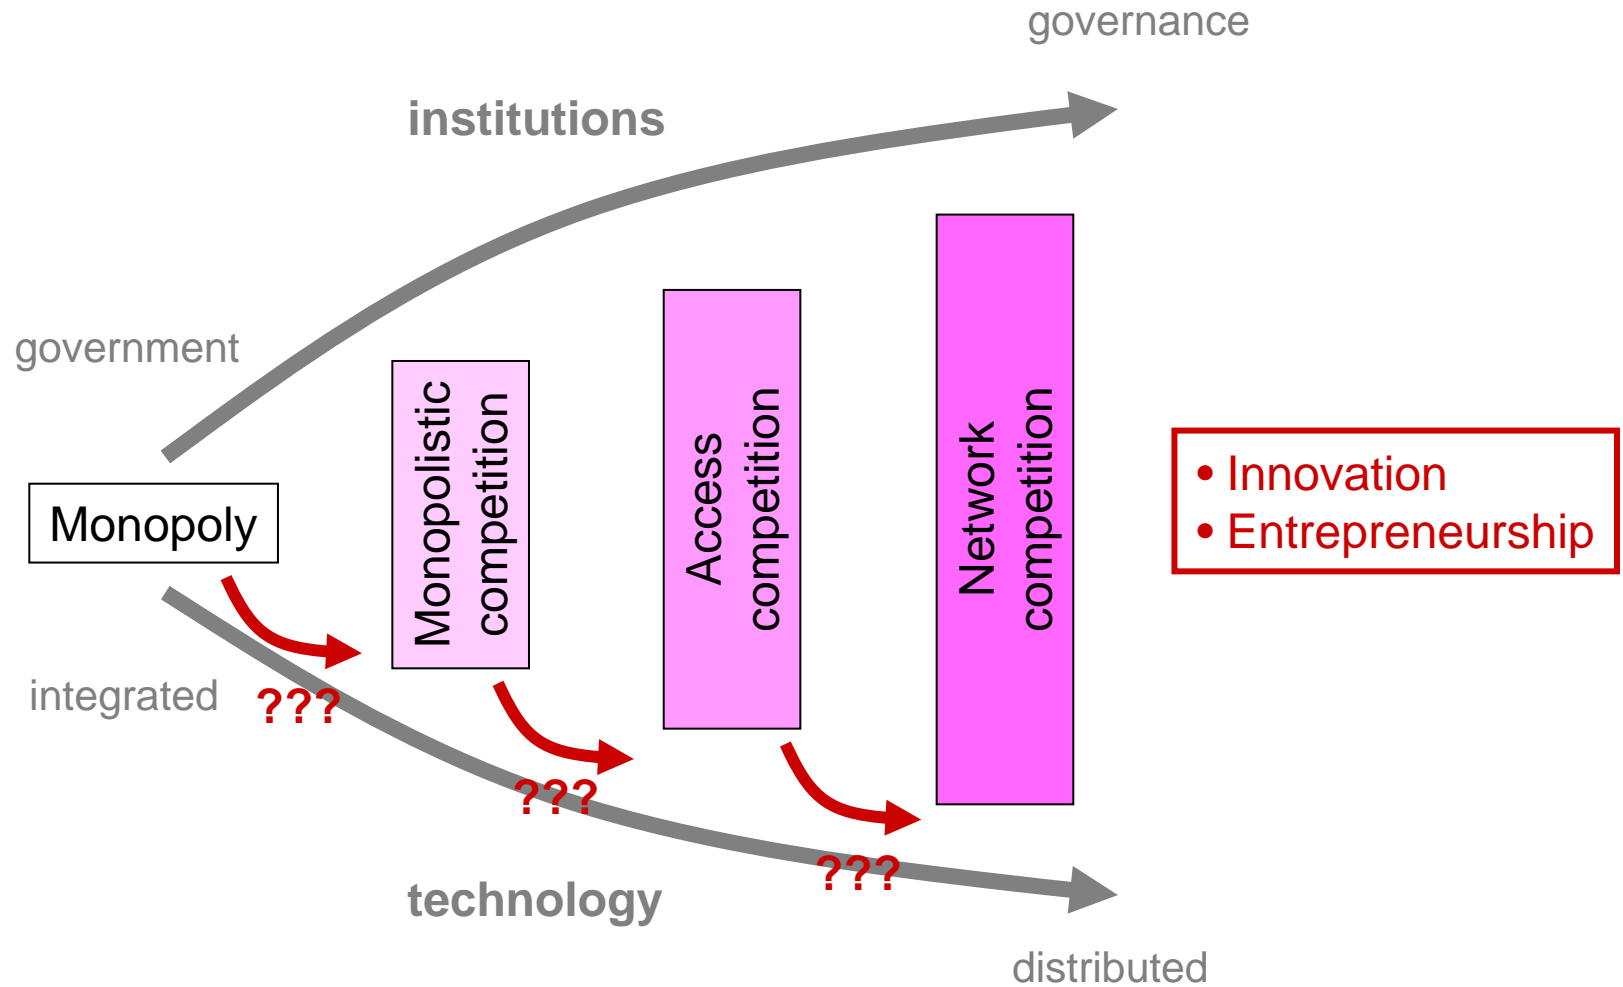 governance
institutions
government
Monopoly
Monopolistic
competition
Access
competition
Network
competition
• Innovation
• Entrepreneurship
integrated
???
???
???
technology
distributed